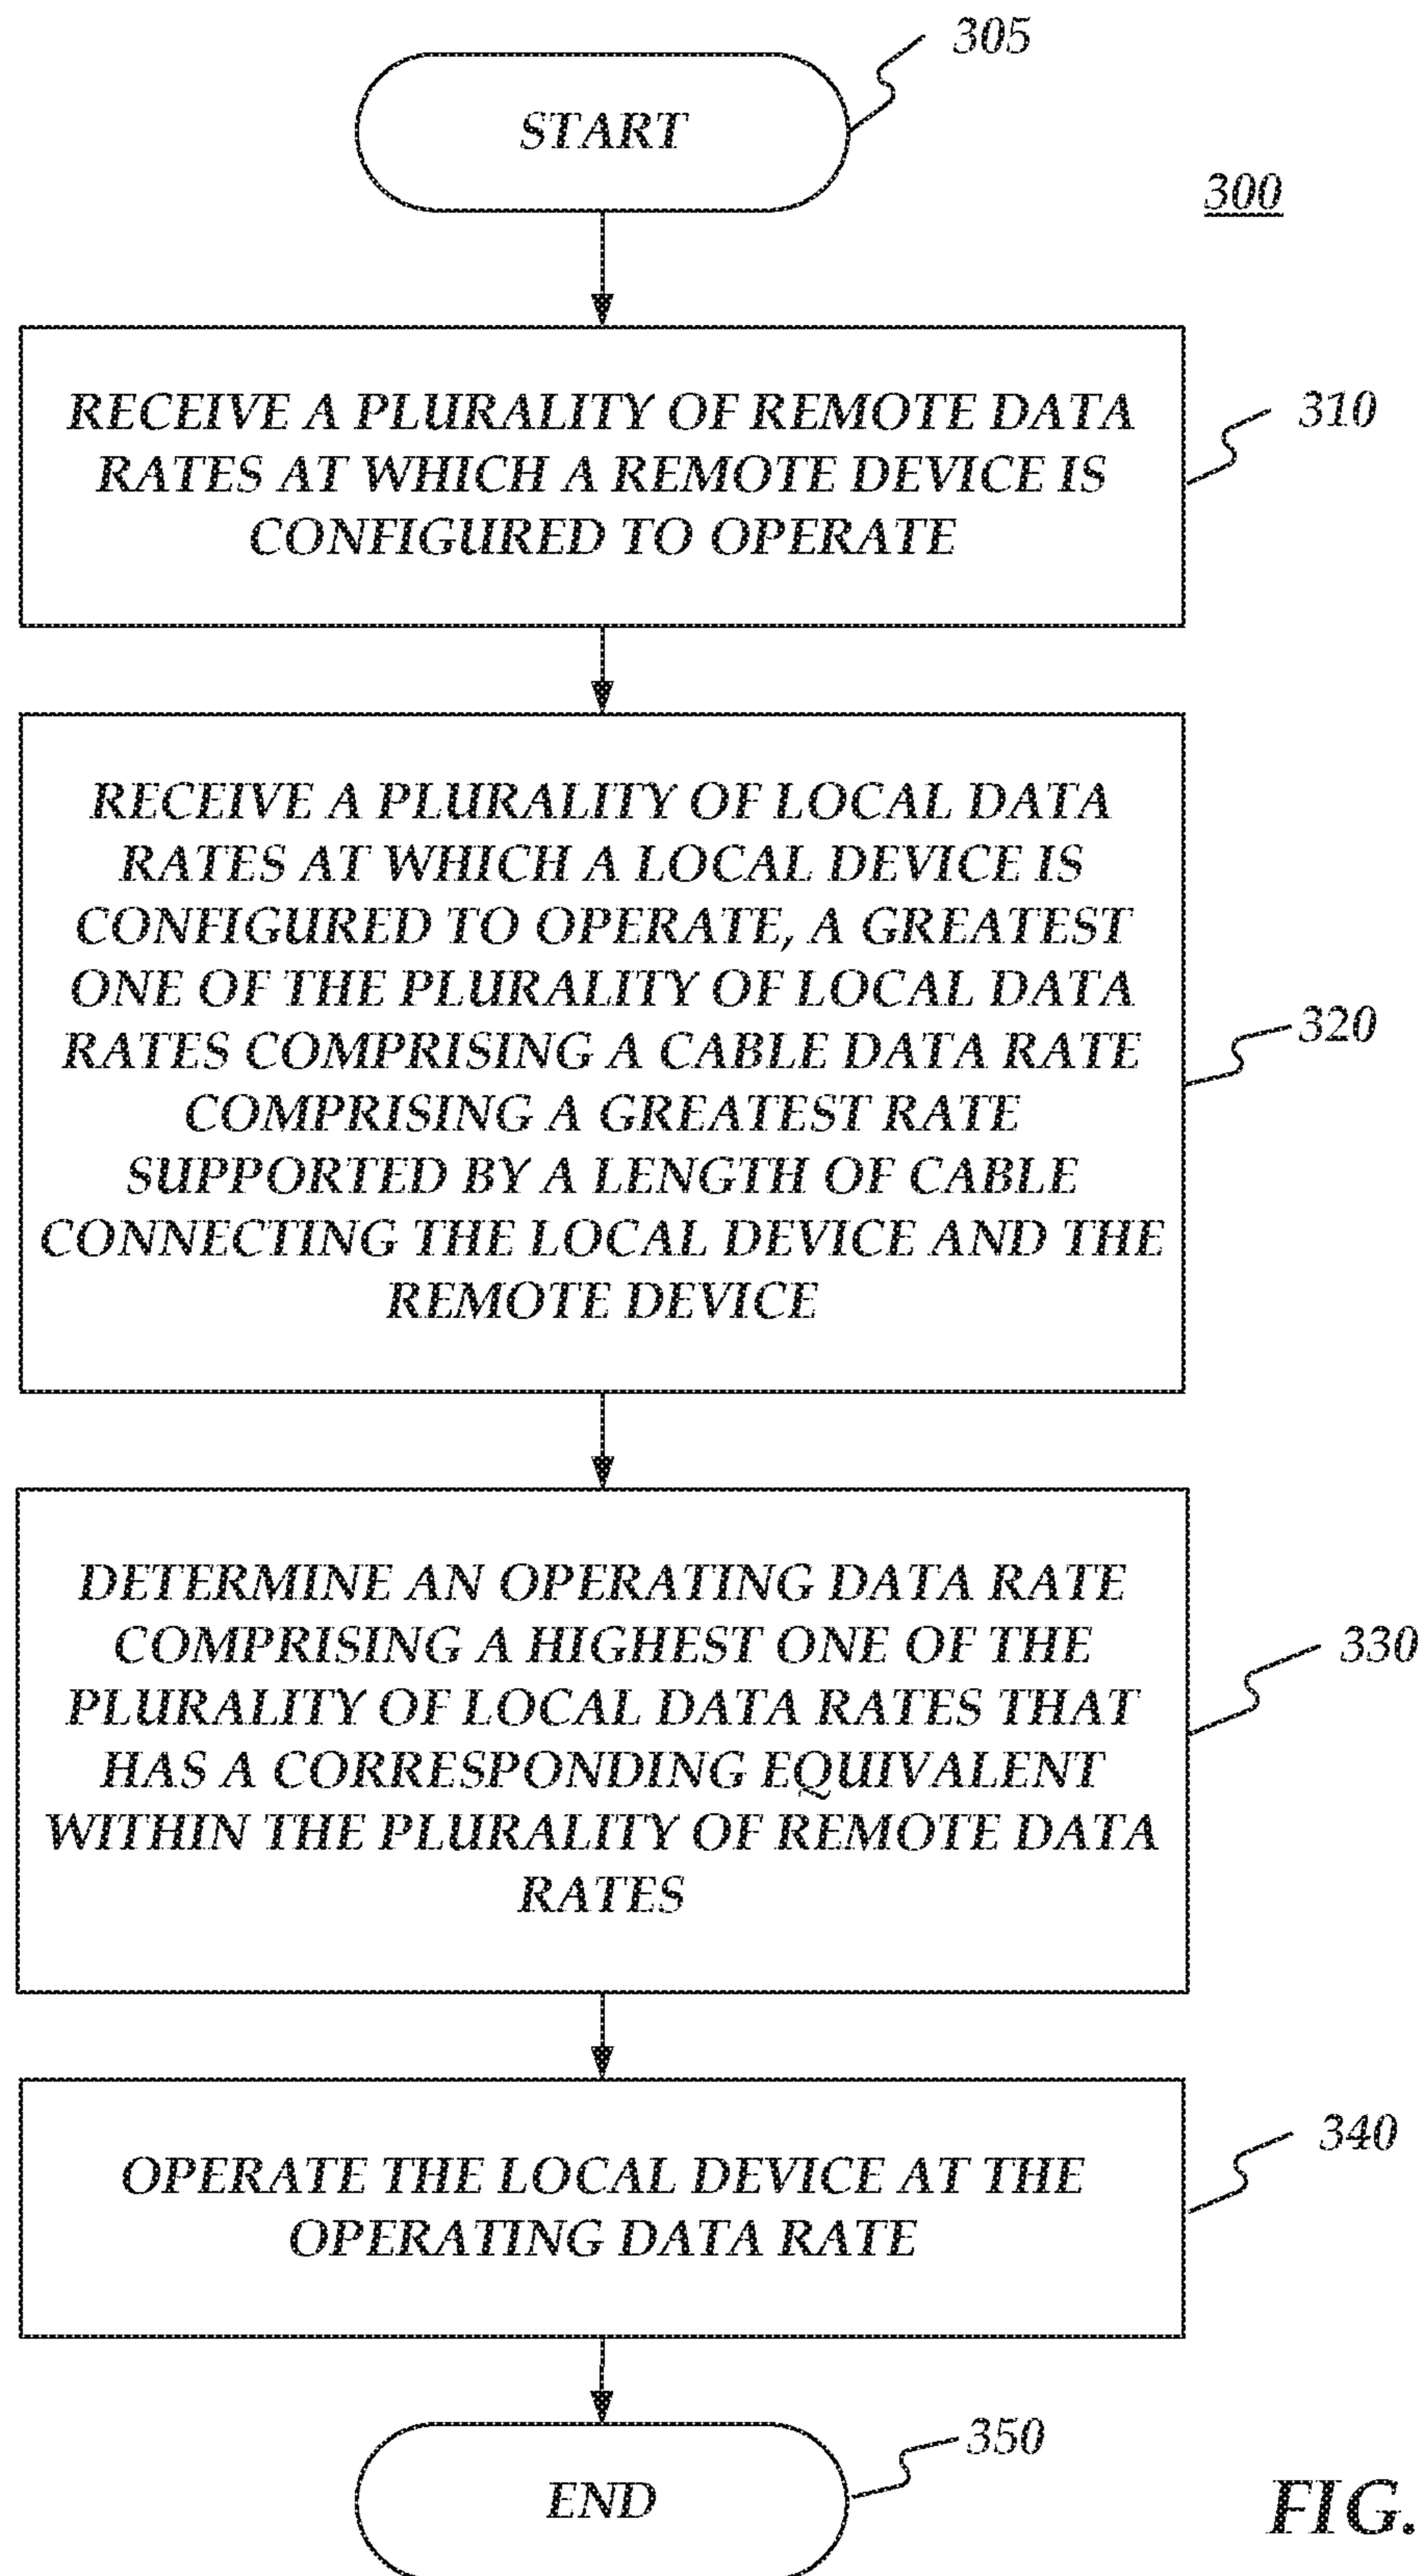 305
START
300
RECEIVE A PLURALITY OF REMOTE DATA
RATES AT WHICH A REMOTE DEVICE IS
CONFIGURED TO OPERATE
310
RECEIVE A PLURALITY OF LOCAL DATA
RATES AT WHICH A LOCAL DEVICE IS
CONFIGURED TO OPERATE, A GREATEST
ONE OF THE PLURALITY OF LOCAL DATA
RATES COMPRISING A CABLE DATA RATE
COMPRISING A GREATEST RATE
SUPPORTED BY A LENGTH OF CABLE
CONNECTING THE LOCAL DEVICE AND THE
REMOTE DEVICE
320
DETERMINE AN OPERATING DATA RATE
COMPRISING A HIGHEST ONE OF THE
PLURALITY OF LOCAL DATA RATES THAT
HAS A CORRESPONDING EQUIVALENT
WITHIN THE PLURALITY OF REMOTE DATA
RATES
330
OPERATE THE LOCAL DEVICE AT THE
OPERATING DATA RATE
340
END
350
FIG.